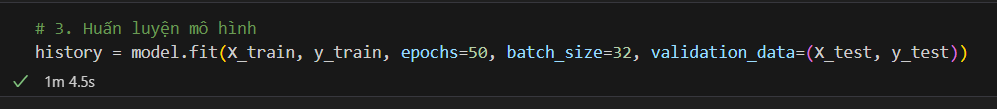 # 3. Huấn luyện mô hình
history = model.fit(X_train, y_train, epochs=50, batch_size=32, validation_data=(X_test, y_test))
1m 4.5s